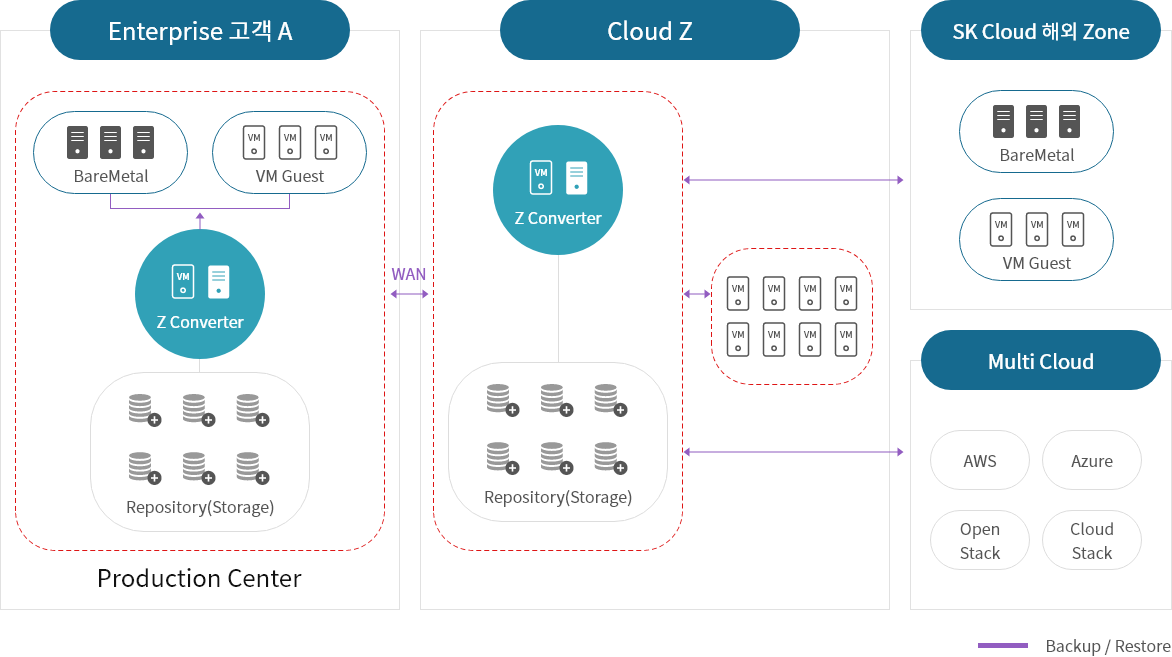 Enterprise 고객 A
BareMetal
VM VM VM
VM Guest
VM
Z Converter
Repository(Storage)
Production Center
WAN
Cloud Z
VM
Z Converter
Repository(Storage)
VM VM VM VM
VM VM VM VM
SK Cloud 해외 Zone
BareMetal
VM VM VM
VM Guest
Multi Cloud
AWS
Azure
Open
Stack
Cloud
Stack
Backup / Restore